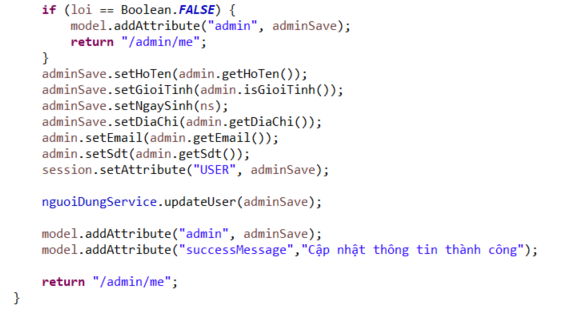 if (loi == Boolean.FALSE) {
model.addAttribute("admin", adminSave);
return "/admin/me";
}
adminSave.setHoTen(admin.getHoTen());
adminSave.setGioiTinh(admin.isGioiTinh());
adminSave.setNgaySinh(ns);
adminSave.setDiaChi(admin.getDiaChi());
admin.setEmail(admin.getEmail());
admin.setSdt(admin.getSdt());
session.setAttribute("USER", adminSave);
nguoiDungService.updateUser(adminSave);
model.addAttribute("admin", adminSave);
model.addAttribute("successMessage","Cập nhật thông tin thành công");
return "/admin/me";
}